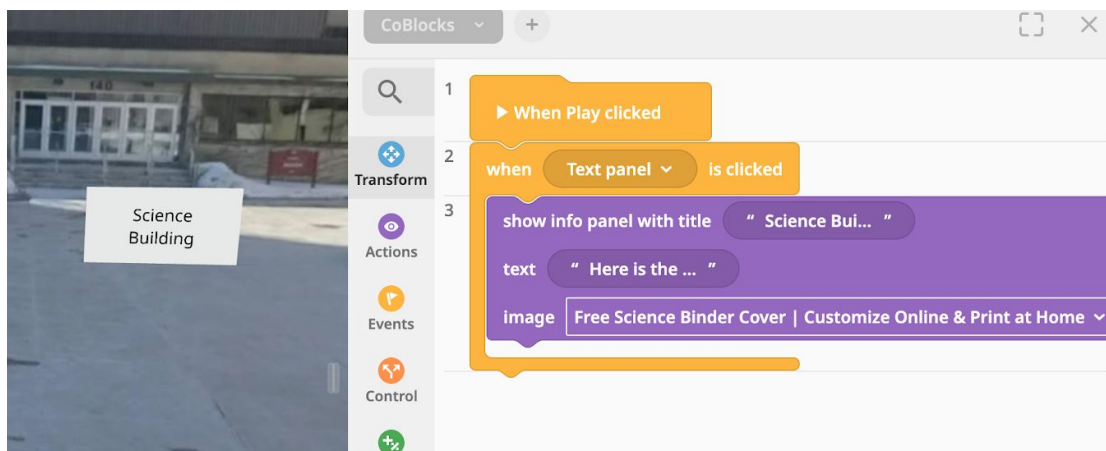 140
Science
Building
CoBlocks
+
Transform
Actions
Events
Control
1
When Play clicked
2
when Text panel is clicked
3
show info panel with title “ Science Bui... ”
text “ Here is the ... ”
image Free Science Binder Cover | Customize Online & Print at Home